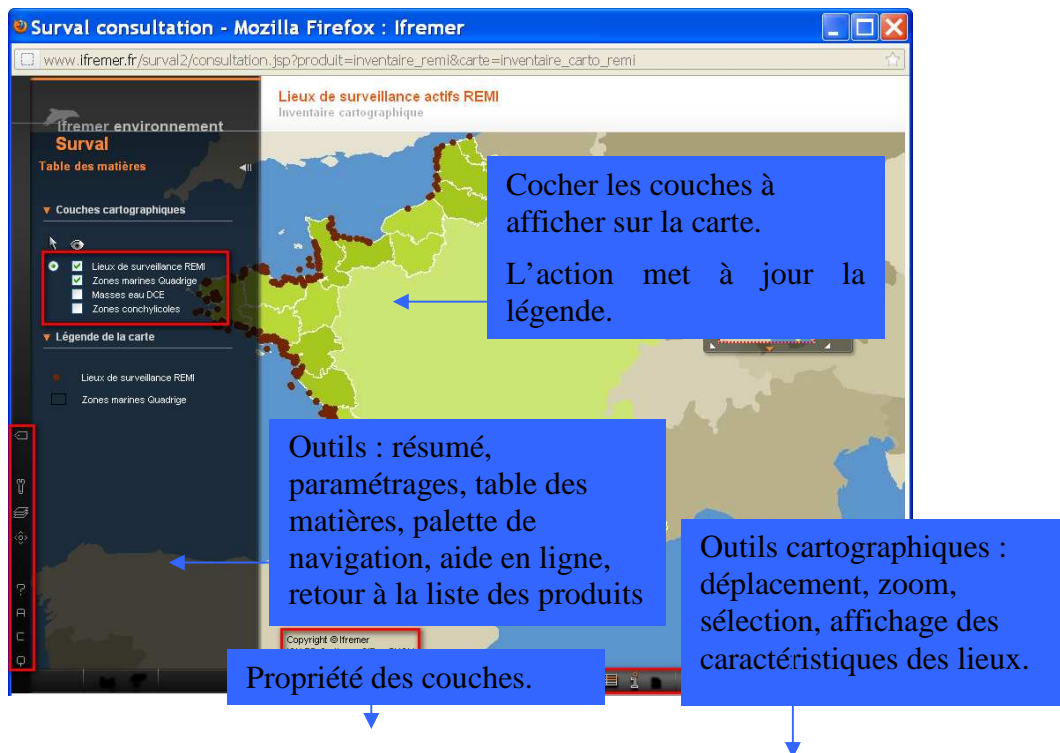 Surval consultation - Mozilla Firefox : Ifremer
www.ifremer.fr/surval2/consultation.jsp?produit=inventaire_remi&carte=inventaire_carto_remi
Lieux de surveillance actifs REMI
Inventaire cartographique
Ifremer environnement
Surval
Table des matières
Couches cartographiques
Lieux de surveillance REMI
Zones marines Quadrige
Masses eau DCE
Zones conchylicoles
Légende de la carte
Lieux de surveillance REMI
Zones marines Quadrige
Cocher les couches à
afficher sur la carte.
L’action met à jour la
légende.
Outils : résumé,
paramétrages, table des
matières, palette de
navigation, aide en ligne,
retour à la liste des produits
Outils cartographiques :
déplacement, zoom,
sélection, affichage des
caractéristiques des lieux.
Copyright © Ifremer
Propriété des couches.